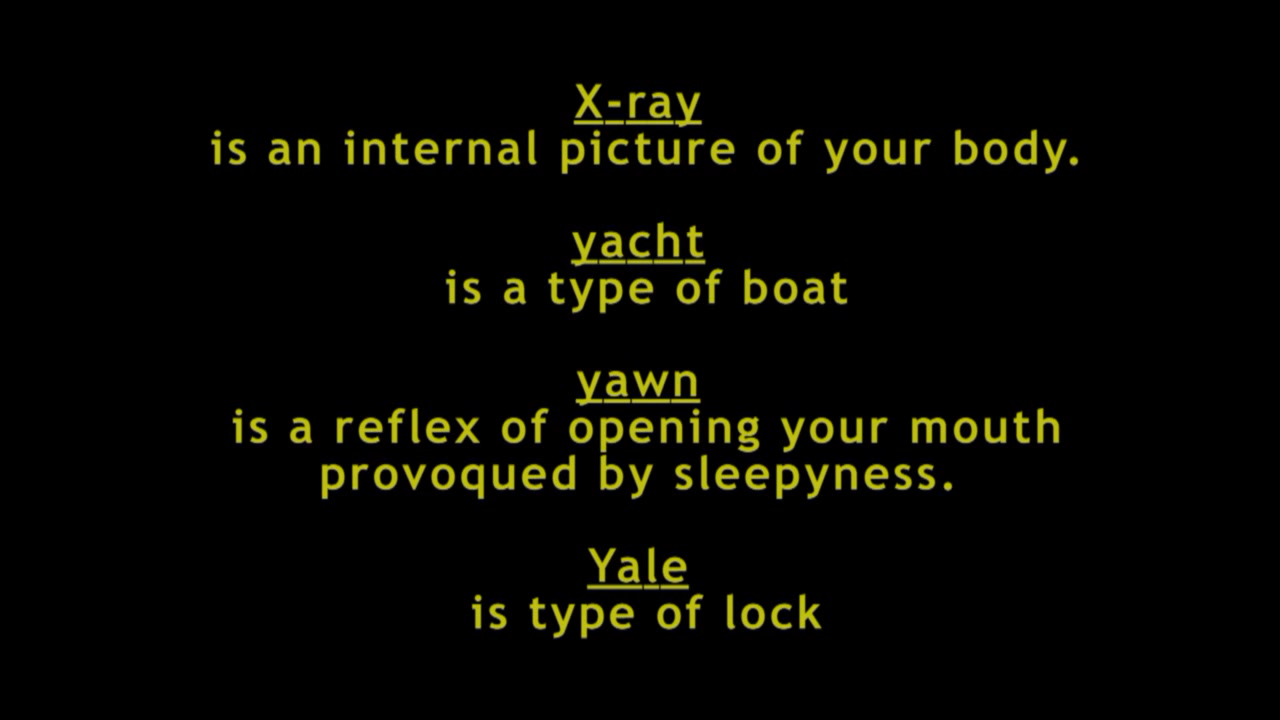 X-ray
is an internal picture of your body.
yacht
is a type of boat
yawn
is a reflex of opening your mouth
provoqued by sleepyness.
Yale
is type of lock